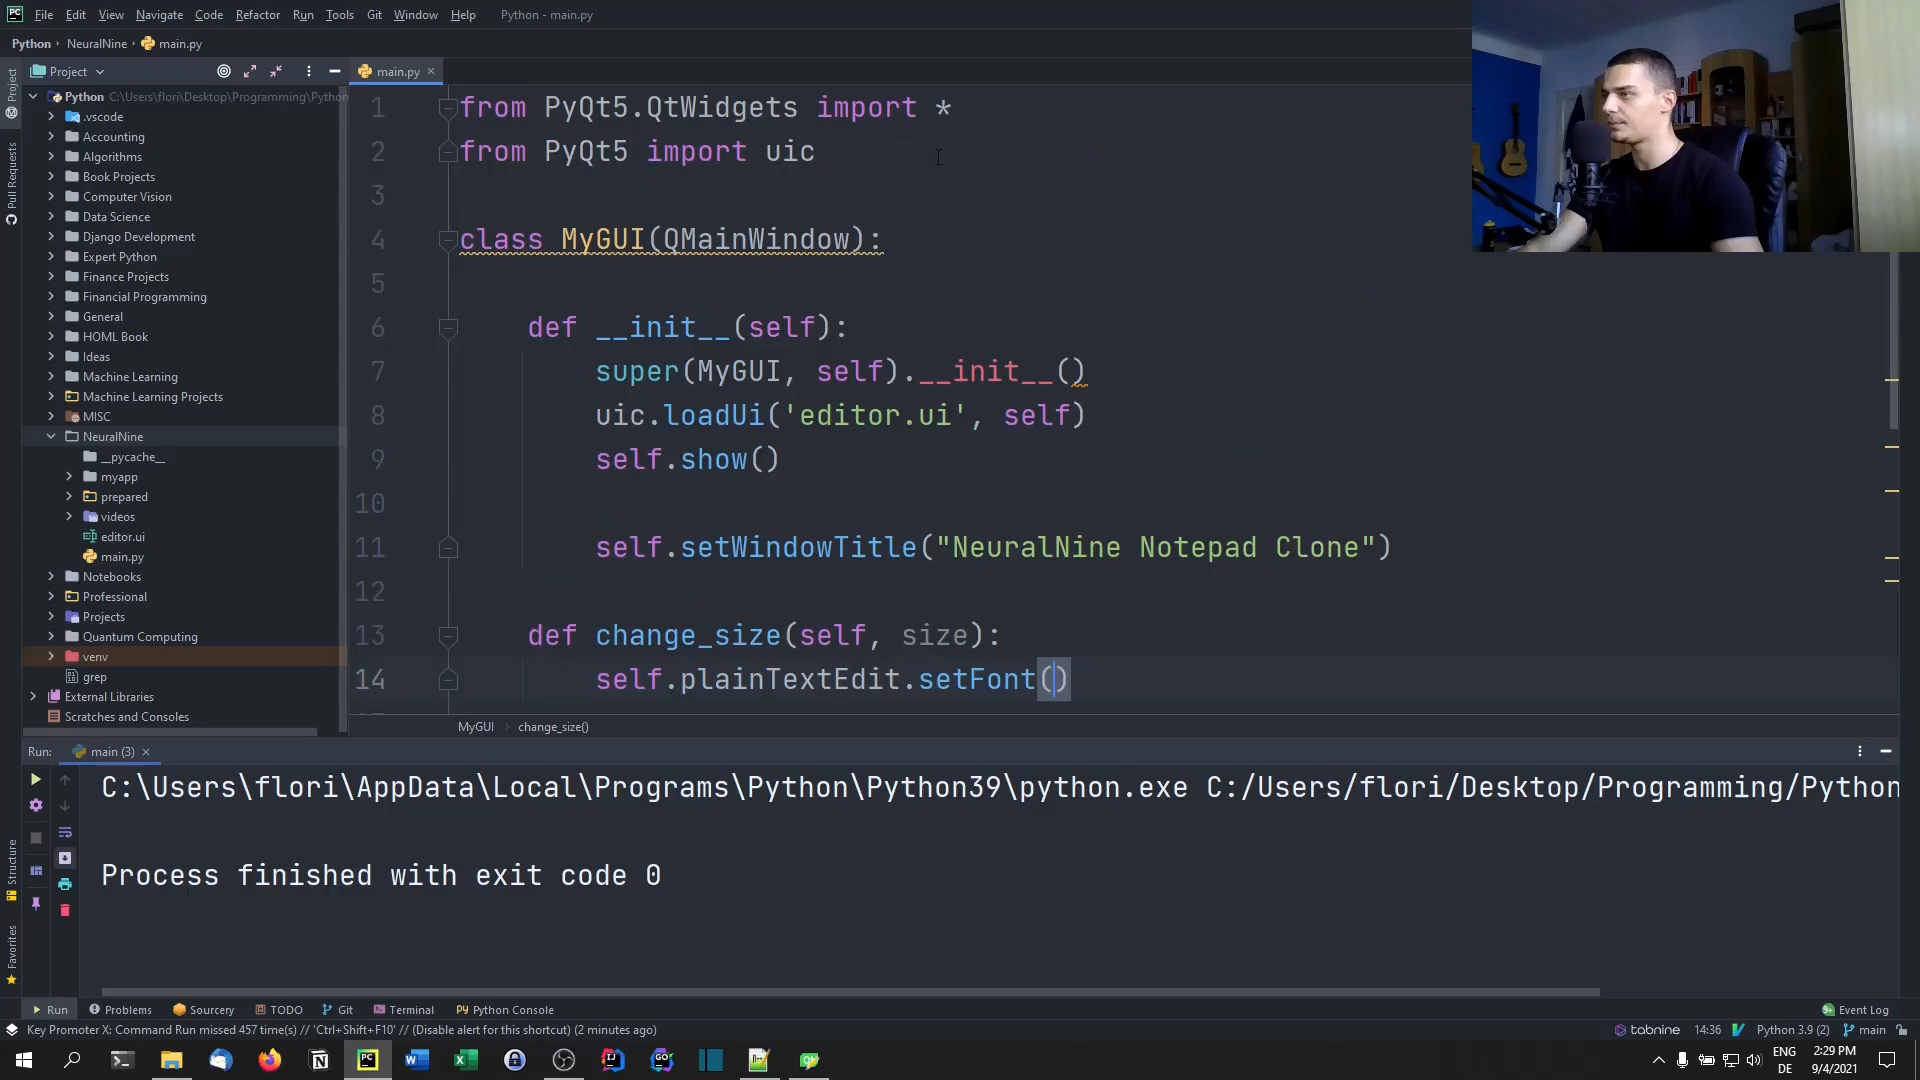 File Edit View Navigate Code Refactor Run Tools Git Window Help Python - main.py
Python › NeuralNine › main.py
Project
main.py
Project
Pull Requests
Structure
Favorites
Python C:\Users\flori\Desktop\Programming\Python
.vscode
Accounting
Algorithms
Book Projects
Computer Vision
Data Science
Django Development
Expert Python
Finance Projects
Financial Programming
General
HOML Book
Ideas
Machine Learning
Machine Learning Projects
MISC
NeuralNine
__pycache__
myapp
prepared
videos
editor.ui
main.py
Notebooks
Professional
Projects
Quantum Computing
venv
grep
External Libraries
Scratches and Consoles
1 from PyQt5.QtWidgets import *
2 from PyQt5 import uic
3
4 class MyGUI(QMainWindow):
5
6 def __init__(self):
7 super(MyGUI, self).__init__()
8 uic.loadUi('editor.ui', self)
9 self.show()
10
11 self.setWindowTitle("NeuralNine Notepad Clone")
12
13 def change_size(self, size):
14 self.plainTextEdit.setFont()
MyGUI › change_size()
Run: main (3)
C:\Users\flori\AppData\Local\Programs\Python\Python39\python.exe C:/Users/flori/Desktop/Programming/Python
Process finished with exit code 0
Run Problems Sourcery TODO Git Terminal Python Console Event Log
Key Promoter X: Command Run missed 457 time(s) // 'Ctrl+Shift+F10' // (Disable alert for this shortcut) (2 minutes ago) tabnine 14:36 Python 3.9 (2) main
ENG 2:29 PM
DE 9/4/2021